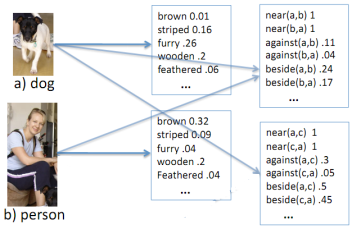 brown 0.01
striped 0.16
furry .26
wooden .2
feathered .06
...
near(a,b) 1
near(b,a) 1
against(a,b) .11
against(b,a) .04
beside(a,b) .24
beside(b,a) .17
...
a) dog
brown 0.32
striped 0.09
furry .04
wooden .2
Feathered .04
...
near(a,c) 1
near(c,a) 1
against(a,c) .3
against(c,a) .05
beside(a,c) .5
beside(c,a) .45
...
b) person